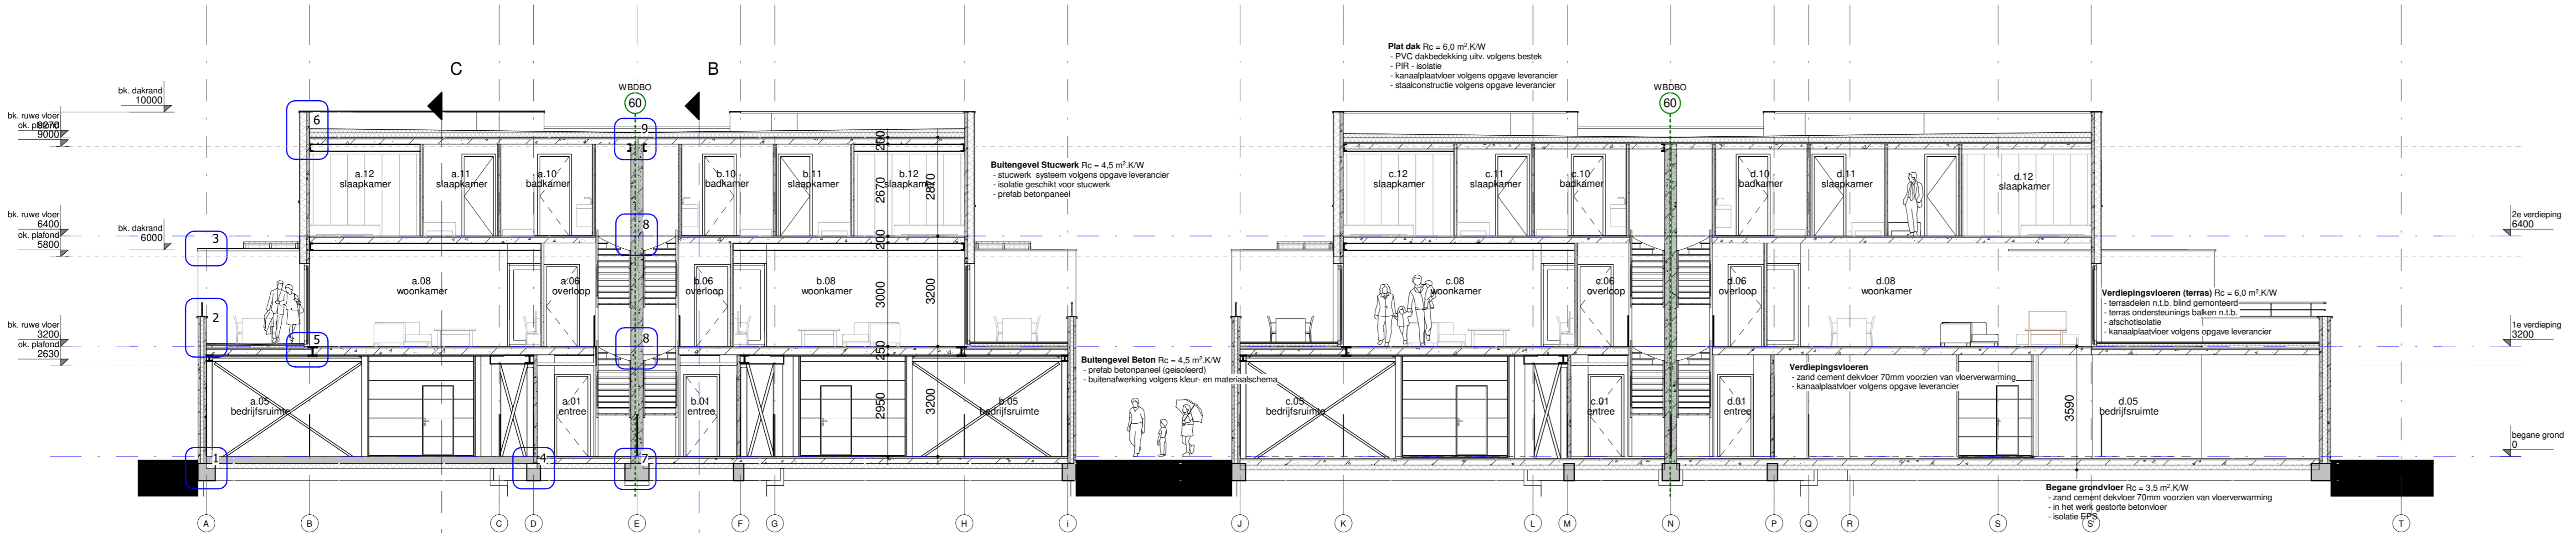 C
B
Plat dak Rc = 6,0 m².K/W
- PVC dakbedekking uitv. volgens bestek
- PIR - isolatie
- kanaalplaatvloer volgens opgave leverancier
- staalconstructie volgens opgave leverancier
WBDBO
60
WBDBO
60
bk. dakrand
10000
bk. ruwe vloer
ok. plafond
9000
6
9
200
Buitengevel Stucwerk Rc = 4,5 m².K/W
- stucwerk systeem volgens opgave leverancier
- isolatie geschikt voor stucwerk
- prefab betonpaneel
a.12
slaapkamer
a.11
slaapkamer
a.10
badkamer
b.10
badkamer
b.11
slaapkamer
b.12
slaapkamer
2670
2870
c.12
slaapkamer
c.11
slaapkamer
c.10
badkamer
d.10
badkamer
d.11
slaapkamer
d.12
slaapkamer
bk. ruwe vloer
6400
ok. plafond
5800
bk. dakrand
6000
3
8
200
2e verdieping
6400
a.08
woonkamer
a.06
overloop
b.06
overloop
b.08
woonkamer
3000
3200
c.08
woonkamer
c.06
overloop
d.06
overloop
d.08
woonkamer
Verdiepingsvloeren (terras) Rc = 6,0 m².K/W
- terrasdelen n.t.b. blind gemonteerd
- terras ondersteunings balken n.t.b.
- afschotisolatie
- kanaalplaatvloer volgens opgave leverancier
bk. ruwe vloer
3200
ok. plafond
2630
2
5
8
250
1e verdieping
3200
Buitengevel Beton Rc = 4,5 m².K/W
- prefab betonpaneel (geisoleerd)
- buitenafwerking volgens kleur- en materiaalschema
Verdiepingsvloeren
- zand cement dekvloer 70mm voorzien van vloerverwarming
- kanaalplaatvloer volgens opgave leverancier
a.05
bedrijfsruimte
a.01
entree
b.01
entree
2950
3200
b.05
bedrijfsruimte
c.05
bedrijfsruimte
c.01
entree
d.01
entree
3590
d.05
bedrijfsruimte
begane grond
0
1
4
7
Begane grondvloer Rc = 3,5 m².K/W
- zand cement dekvloer 70mm voorzien van vloerverwarming
- in het werk gestorte betonvloer
- isolatie EPS
A B C D E F G H i J K L M N P Q R S S T